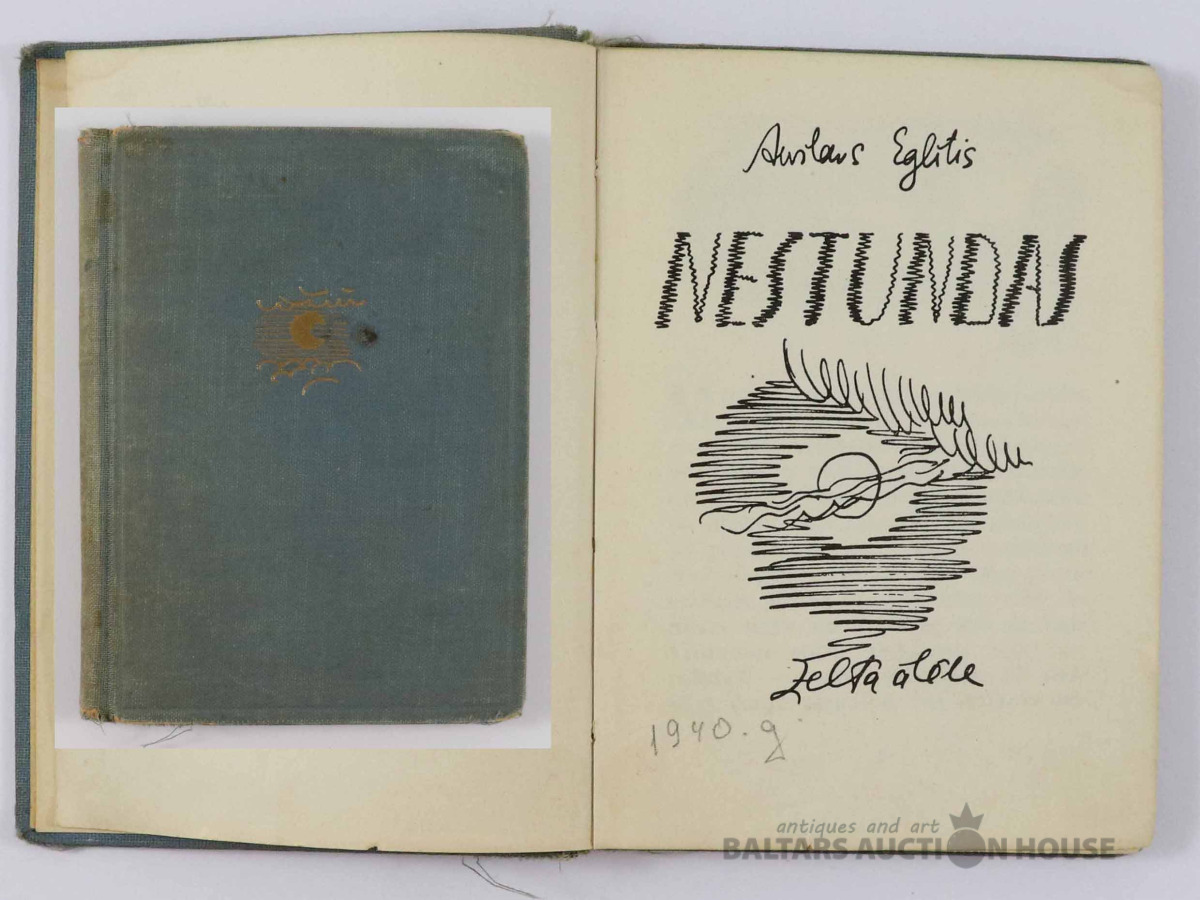 Anšlavs Eglītis
NESTUNDAS
Zelta ābele
1940. g
antiques and art
BALTARS AUCTION HOUSE